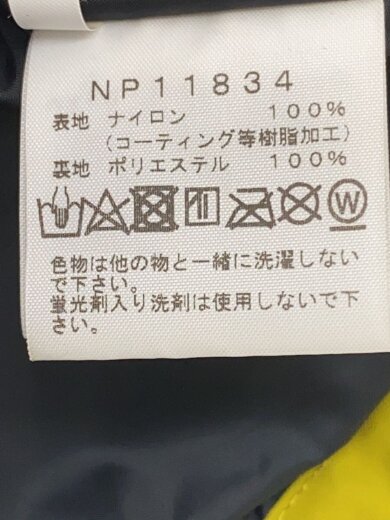 NP11834
表地 ナイロン 100%
(コーティング等樹脂加工)
裏地 ポリエステル 100%
W
色物は他の物と一緒に洗濯しない
で下さい。
蛍光剤入り洗剤は使用しないで下
さい。